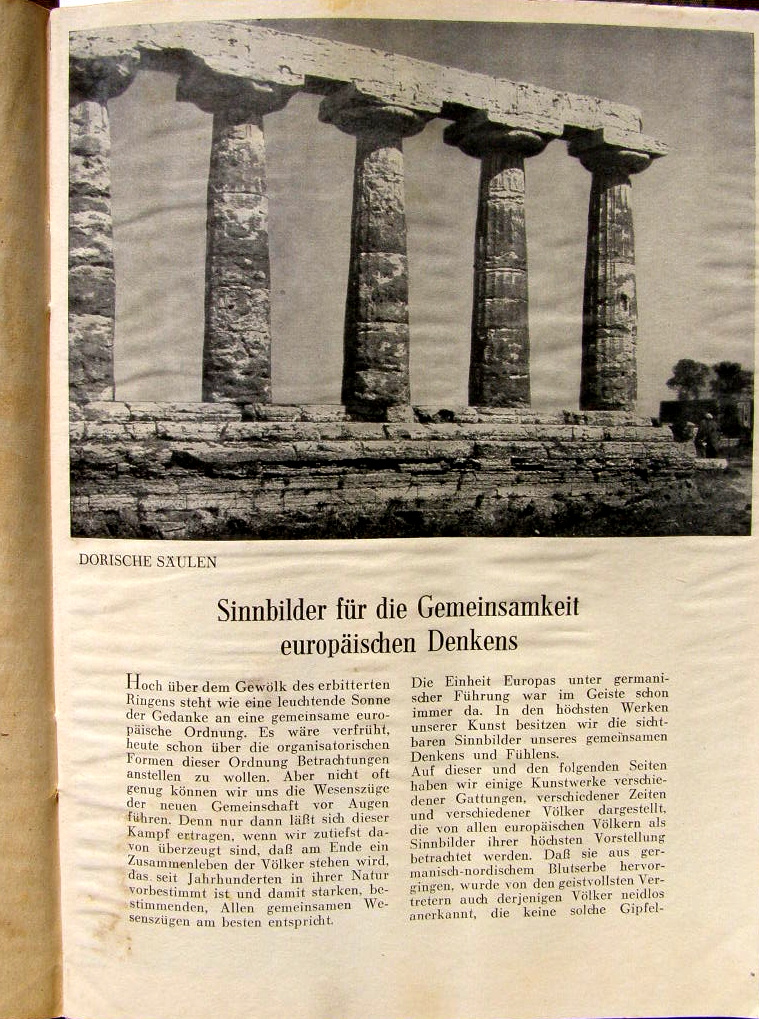 DORISCHE SÄULEN
Sinnbilder für die Gemeinsamkeit
europäischen Denkens
Hoch über dem Gewölk des erbitterten
Ringens steht wie eine leuchtende Sonne
der Gedanke an eine gemeinsame euro-
päische Ordnung. Es wäre verfrüht,
heute schon über die organisatorischen
Formen dieser Ordnung Betrachtungen
anstellen zu wollen. Aber nicht oft
genug können wir uns die Wesenszüge
der neuen Gemeinschaft vor Augen
führen. Denn nur dann läßt sich dieser
Kampf ertragen, wenn wir zutiefst da-
von überzeugt sind, daß am Ende ein
Zusammenleben der Völker stehen wird,
das seit Jahrhunderten in ihrer Natur
vorbestimmt ist und damit starken, be-
stimmenden, Allen gemeinsamen We-
senszügen am besten entspricht.
Die Einheit Europas unter germani-
scher Führung war im Geiste schon
immer da. In den höchsten Werken
unserer Kunst besitzen wir die sicht-
baren Sinnbilder unseres gemeinsamen
Denkens und Fühlens.
Auf dieser und den folgenden Seiten
haben wir einige Kunstwerke verschie-
dener Gattungen, verschiedener Zeiten
und verschiedener Völker dargestellt,
die von allen europäischen Völkern als
Sinnbilder ihrer höchsten Vorstellung
betrachtet werden. Daß sie aus ger-
manisch-nordischem Blutserbe hervor-
gingen, wurde von den geistvollsten Ver-
tretern auch derjenigen Völker neidlos
anerkannt, die keine solche Gipfel-